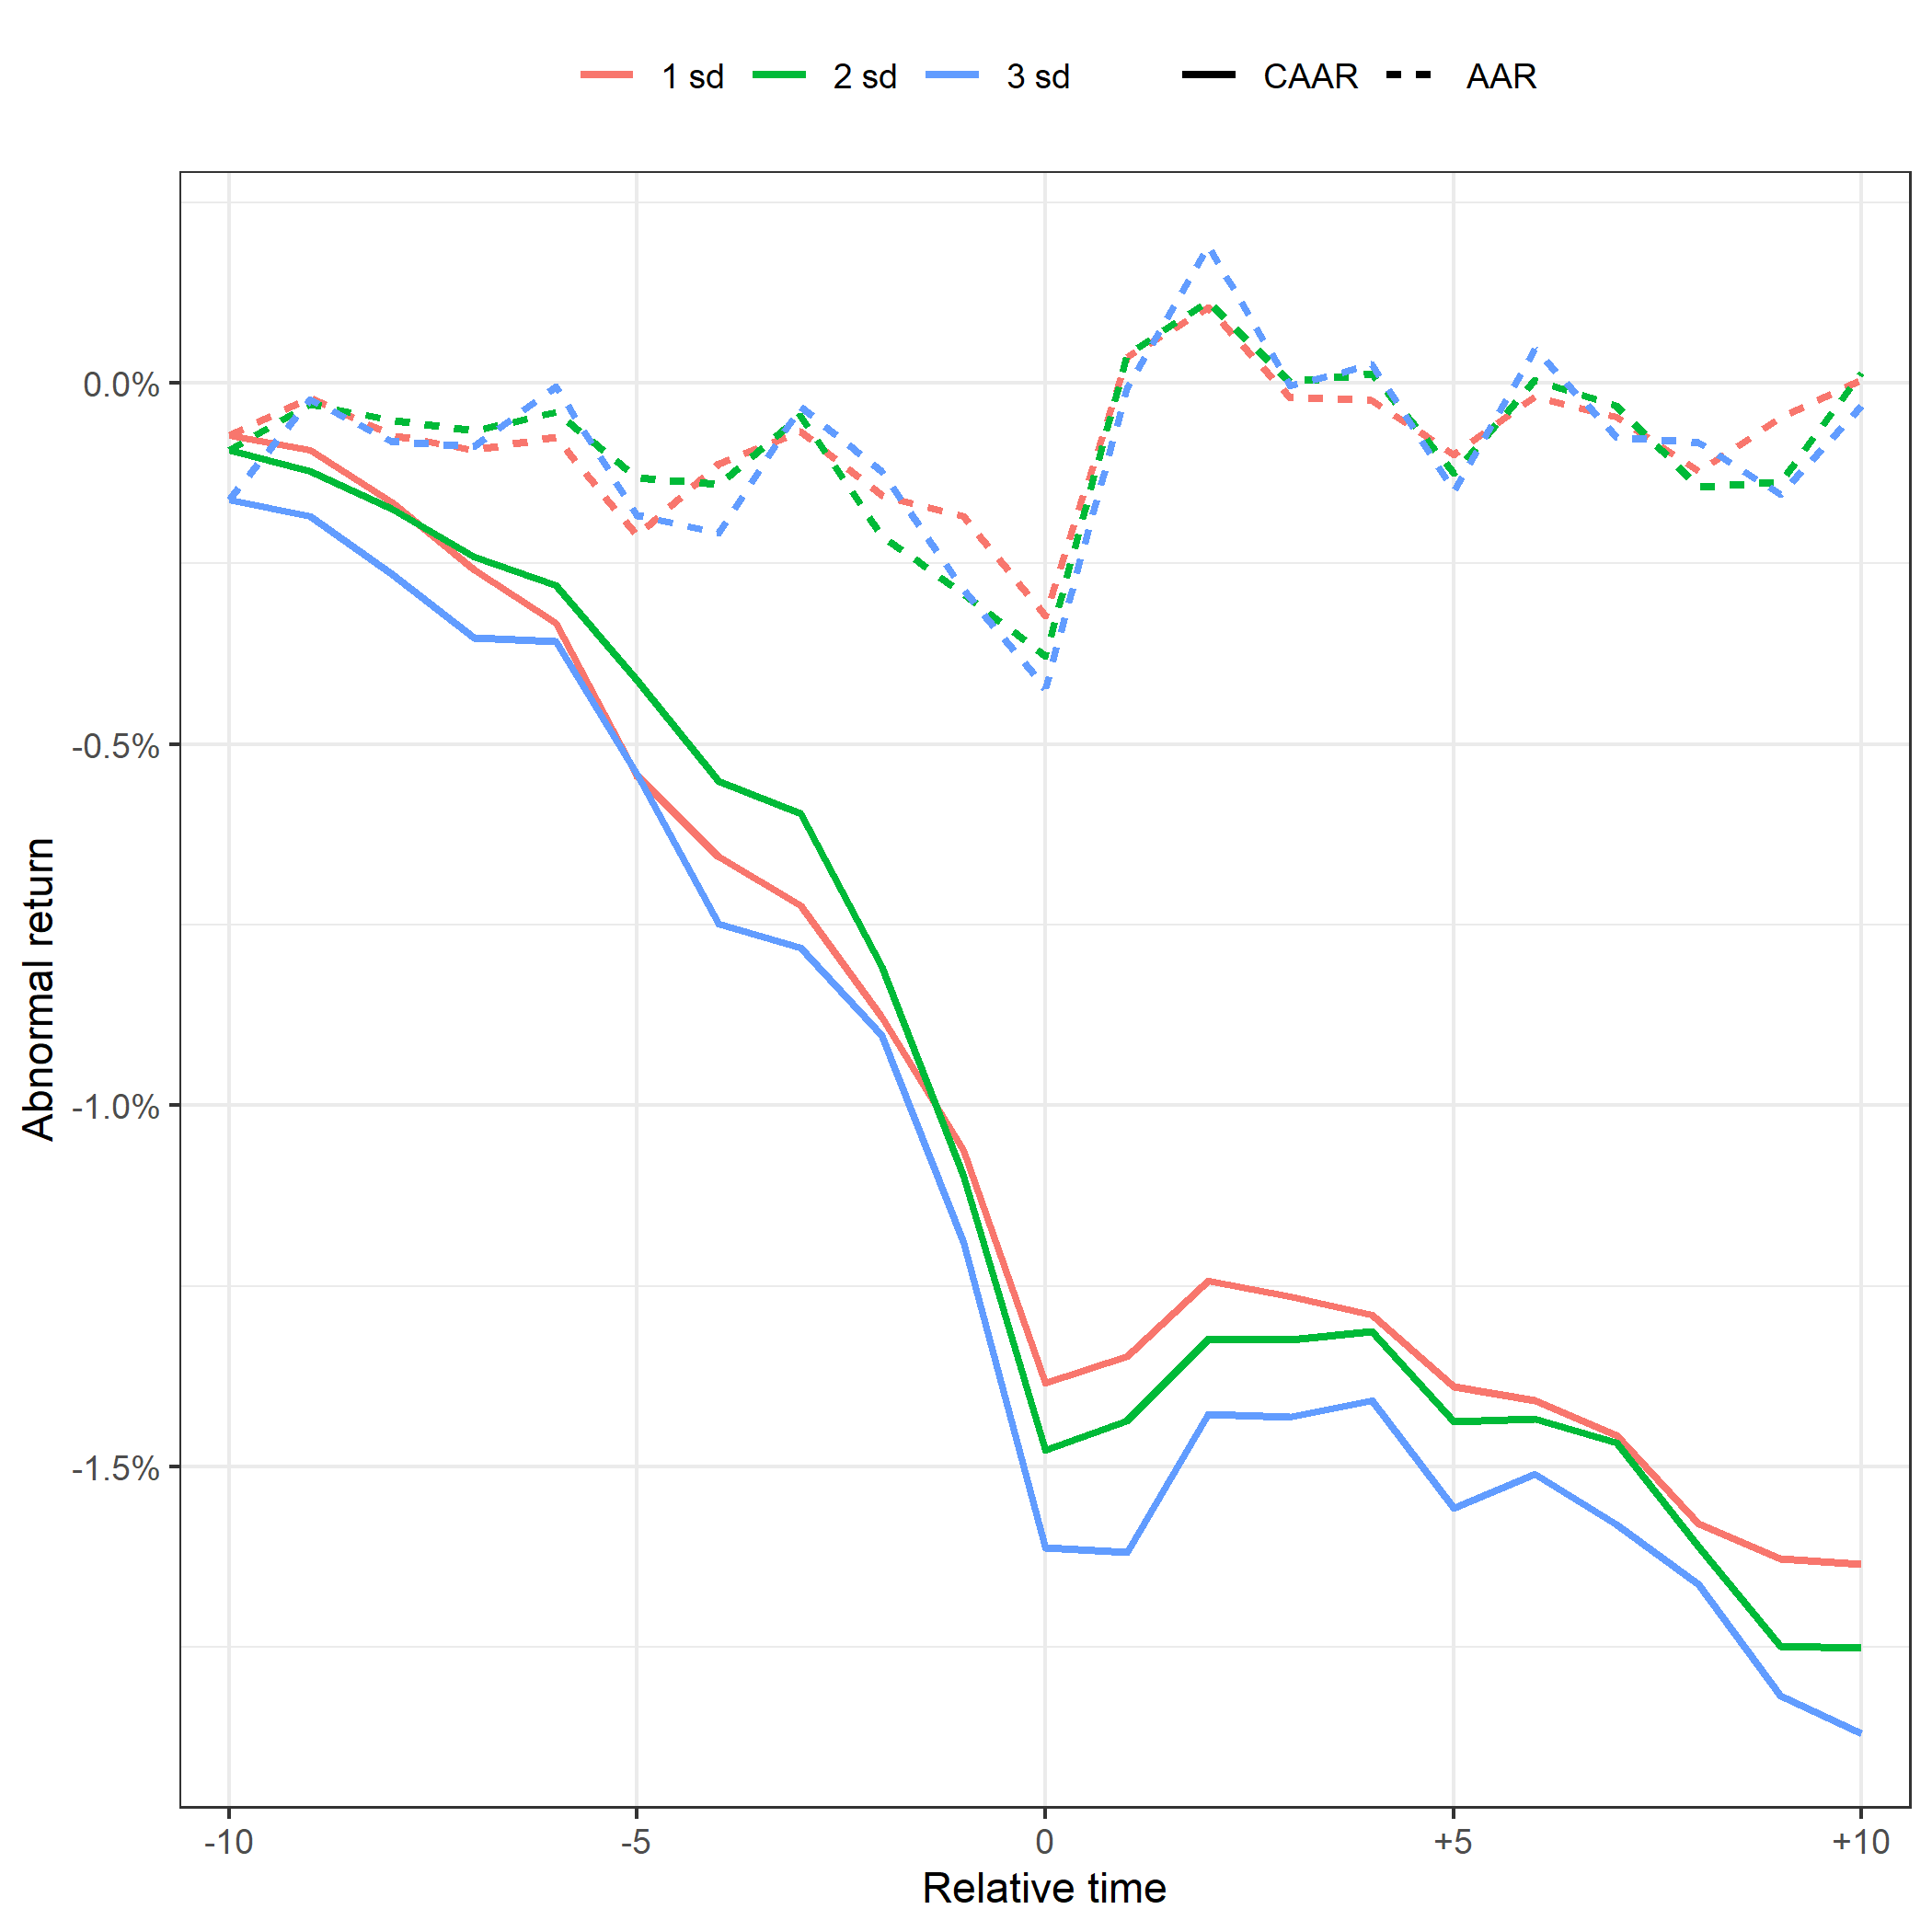 1 sd 2 sd 3 sd CAAR AAR
0.0%
-0.5%
-1.0%
-1.5%
Abnormal return
-10 -5 0 +5 +10
Relative time